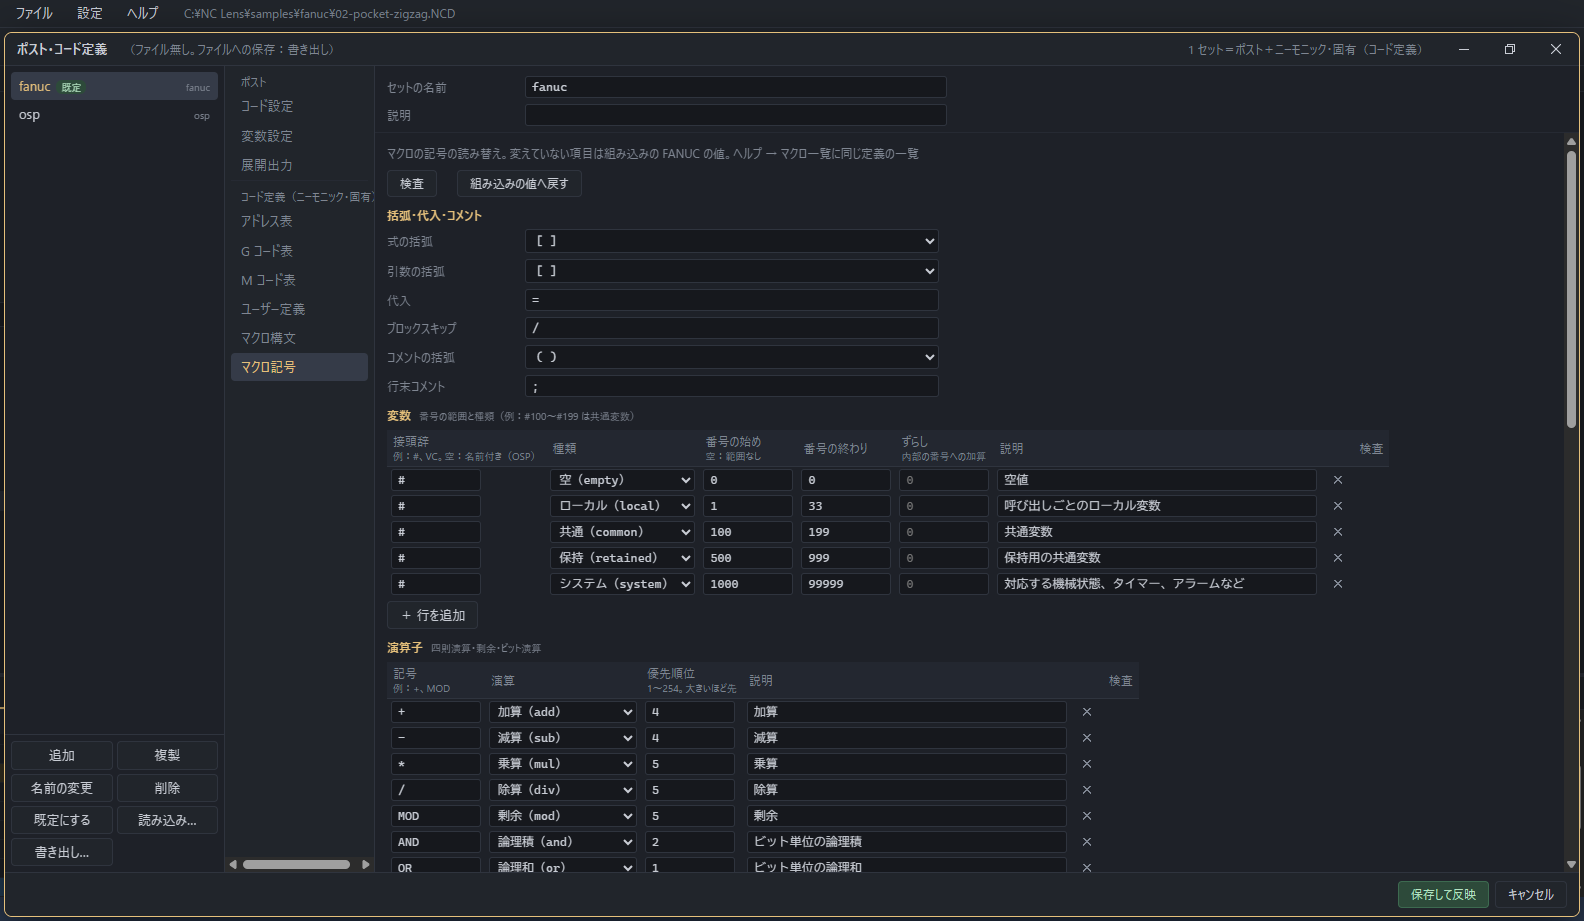 ファイル 設定 ヘルプ C:¥NC Lens¥samples¥fanuc¥02-pocket-zigzag.NCD
ポスト・コード定義 （ファイル無し。ファイルへの保存：書き出し） 1 セット＝ポスト＋ニーモニック・固有（コード定義）
fanuc 既定 fanuc
osp osp
追加 複製
名前の変更 削除
既定にする 読み込み...
書き出し...
ポスト
コード設定
変数設定
展開出力
コード定義（ニーモニック・固有）
アドレス表
G コード表
M コード表
ユーザー定義
マクロ構文
マクロ記号
セットの名前 fanuc
説明
マクロの記号の読み替え。変えていない項目は組み込みの FANUC の値。ヘルプ → マクロ一覧に同じ定義の一覧
検査 組み込みの値へ戻す
括弧・代入・コメント
式の括弧 [ ]
引数の括弧 [ ]
代入 =
ブロックスキップ /
コメントの括弧 ( )
行末コメント ;
変数 番号の範囲と種類（例：#100～#199 は共通変数）
接頭辞 種類 番号の始め 番号の終わり ずらし 説明 検査
例：#、VC。空：名前付き（OSP） 空：範囲なし 内部の番号への加算
# 空（empty） 0 0 0 空値 ×
# ローカル（local） 1 33 0 呼び出しごとのローカル変数 ×
# 共通（common） 100 199 0 共通変数 ×
# 保持（retained） 500 999 0 保持用の共通変数 ×
# システム（system） 1000 99999 0 対応する機械状態、タイマー、アラームなど ×
＋ 行を追加
演算子 四則演算・剰余・ビット演算
記号 演算 優先順位 説明 検査
例：+、MOD 1～254。大きいほど先
+ 加算（add） 4 加算 ×
- 減算（sub） 4 減算 ×
* 乗算（mul） 5 乗算 ×
/ 除算（div） 5 除算 ×
MOD 剰余（mod） 5 剰余 ×
AND 論理積（and） 2 ビット単位の論理積 ×
OR 論理和（or） 1 ビット単位の論理和 ×
保存して反映 キャンセル